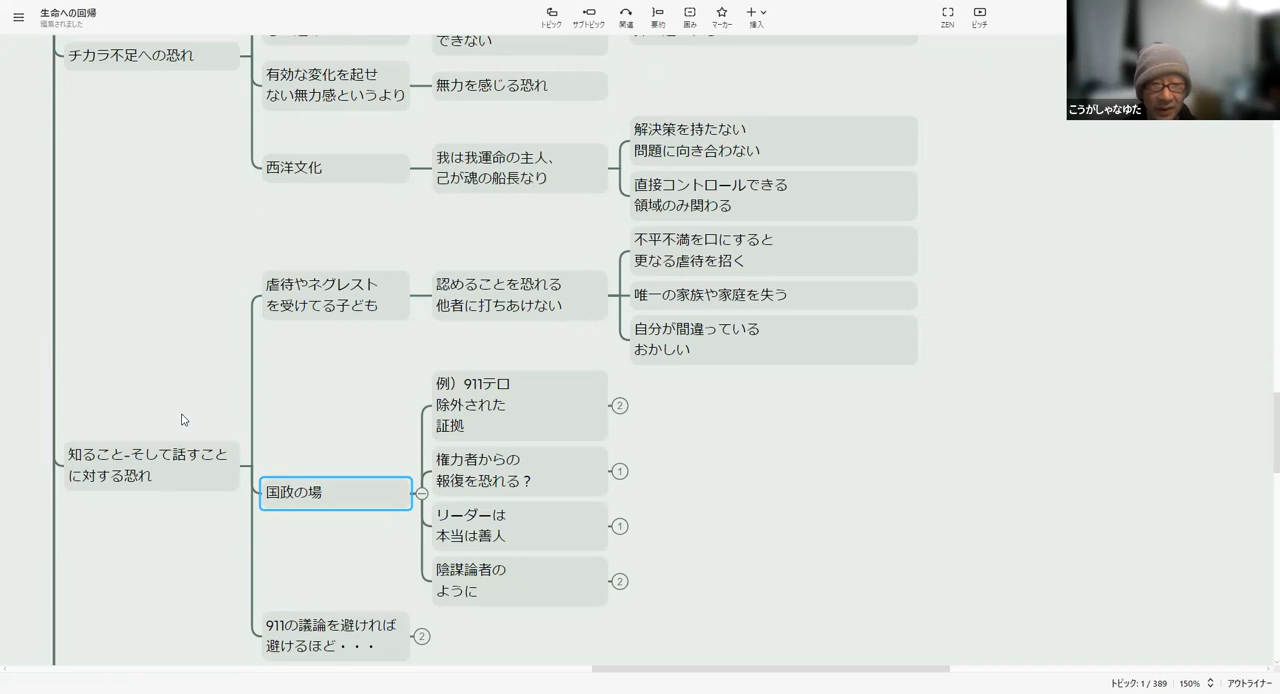 生命への回帰
編集されました
トピック
サブトピック
関連
要約
囲み
マーカー
挿入
ZEN
ピッチ
こうがしゃなゆた
チカラ不足への恐れ
できない
有効な変化を起せ
ない無力感というより
無力を感じる恐れ
西洋文化
我は我運命の主人、
己が魂の船長なり
解決策を持たない
問題に向き合わない
直接コントロールできる
領域のみ関わる
虐待やネグレスト
を受けてる子ども
認めることを恐れる
他者に打ちあけない
不平不満を口にすると
更なる虐待を招く
唯一の家族や家庭を失う
自分が間違っている
おかしい
知ること-そして話すこと
に対する恐れ
国政の場
例）911テロ
除外された
証拠
2
権力者からの
報復を恐れる？
1
リーダーは
本当は善人
1
陰謀論者の
ように
2
911の議論を避ければ
避けるほど・・・
2
トピック: 1 / 389
150%
アウトライナー